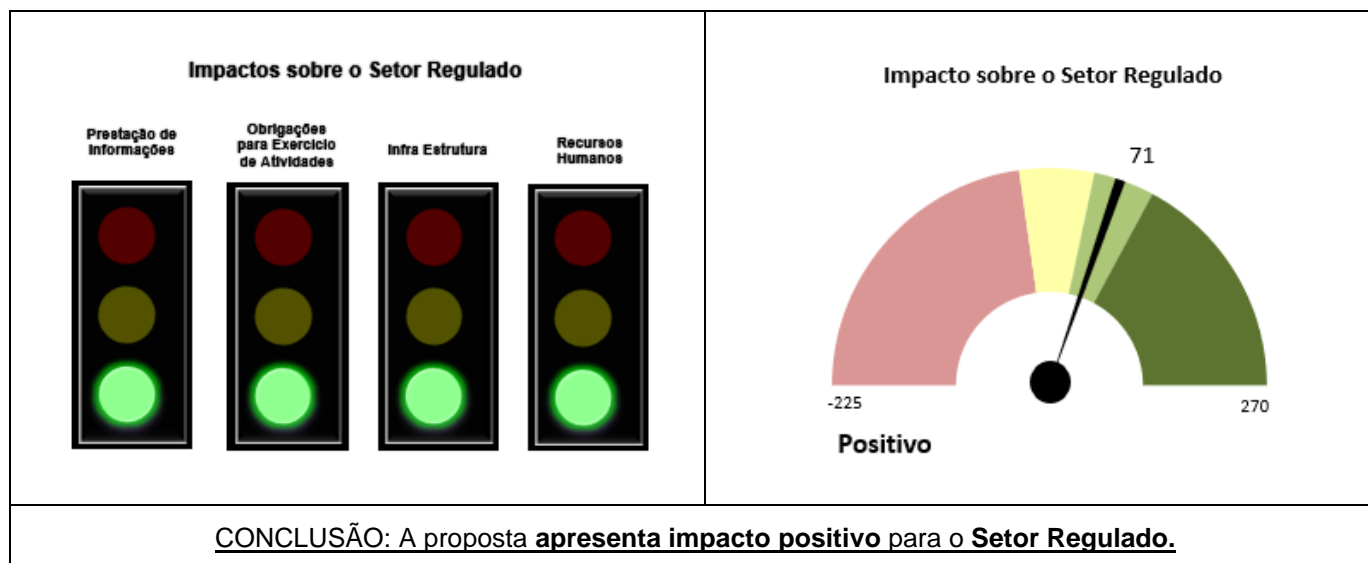 Impactos sobre o Setor Regulado
Prestação de
Informações
Obrigações
para Exercício
de Atividades
Infra Estrutura
Recursos
Humanos
Impacto sobre o Setor Regulado
71
-225
270
Positivo
CONCLUSÃO: A proposta apresenta impacto positivo para o Setor Regulado.